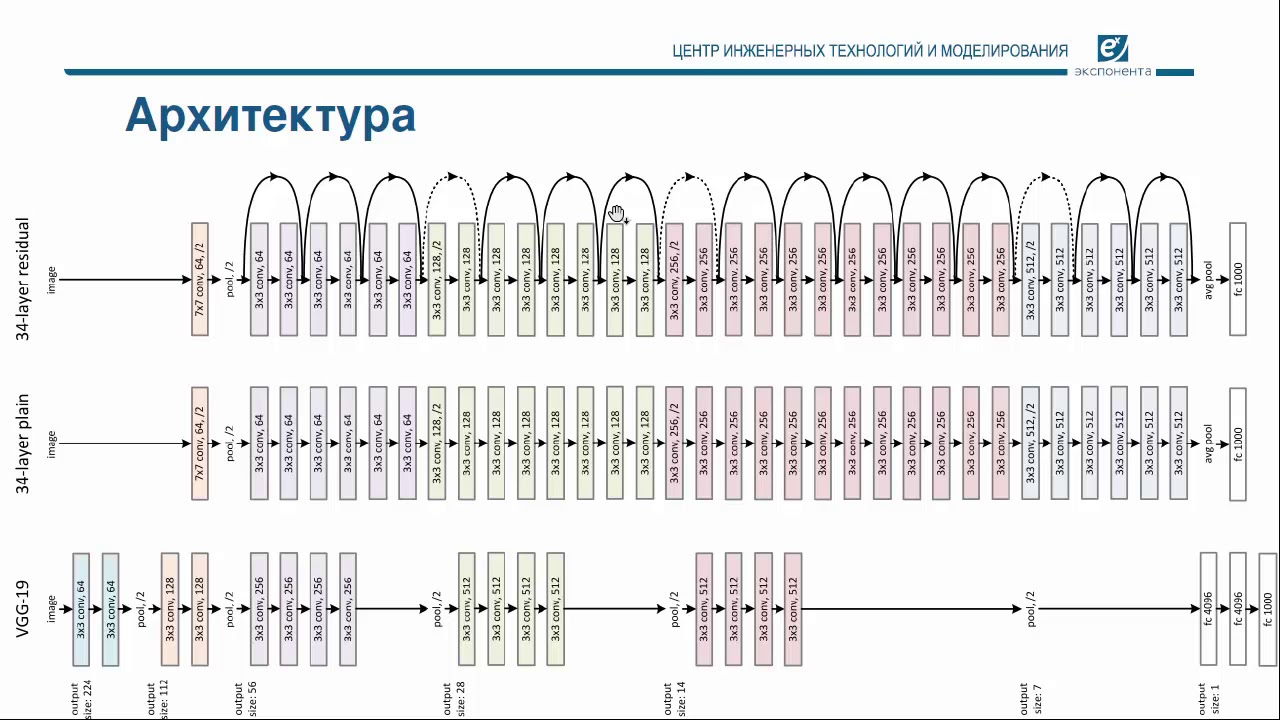 ЦЕНТР ИНЖЕНЕРНЫХ ТЕХНОЛОГИЙ И МОДЕЛИРОВАНИЯ
ex
экспонента
Архитектура
34-layer residual
image
7x7 conv, 64, /2
pool, /2
3x3 conv, 64
3x3 conv, 64
3x3 conv, 64
3x3 conv, 64
3x3 conv, 64
3x3 conv, 64
3x3 conv, 128, /2
3x3 conv, 128
3x3 conv, 128
3x3 conv, 128
3x3 conv, 128
3x3 conv, 128
3x3 conv, 128
3x3 conv, 128
3x3 conv, 256, /2
3x3 conv, 256
3x3 conv, 256
3x3 conv, 256
3x3 conv, 256
3x3 conv, 256
3x3 conv, 256
3x3 conv, 256
3x3 conv, 256
3x3 conv, 256
3x3 conv, 256
3x3 conv, 256
3x3 conv, 512, /2
3x3 conv, 512
3x3 conv, 512
3x3 conv, 512
3x3 conv, 512
3x3 conv, 512
avg pool
fc 1000
34-layer plain
image
7x7 conv, 64, /2
pool, /2
3x3 conv, 64
3x3 conv, 64
3x3 conv, 64
3x3 conv, 64
3x3 conv, 64
3x3 conv, 64
3x3 conv, 128, /2
3x3 conv, 128
3x3 conv, 128
3x3 conv, 128
3x3 conv, 128
3x3 conv, 128
3x3 conv, 128
3x3 conv, 128
3x3 conv, 256, /2
3x3 conv, 256
3x3 conv, 256
3x3 conv, 256
3x3 conv, 256
3x3 conv, 256
3x3 conv, 256
3x3 conv, 256
3x3 conv, 256
3x3 conv, 256
3x3 conv, 256
3x3 conv, 256
3x3 conv, 512, /2
3x3 conv, 512
3x3 conv, 512
3x3 conv, 512
3x3 conv, 512
3x3 conv, 512
avg pool
fc 1000
VGG-19
image
3x3 conv, 64
3x3 conv, 64
pool, /2
3x3 conv, 128
3x3 conv, 128
pool, /2
3x3 conv, 256
3x3 conv, 256
3x3 conv, 256
3x3 conv, 256
pool, /2
3x3 conv, 512
3x3 conv, 512
3x3 conv, 512
3x3 conv, 512
pool, /2
3x3 conv, 512
3x3 conv, 512
3x3 conv, 512
3x3 conv, 512
pool, /2
fc 4096
fc 4096
fc 1000
output
size: 224
output
size: 112
output
size: 56
output
size: 28
output
size: 14
output
size: 7
output
size: 1